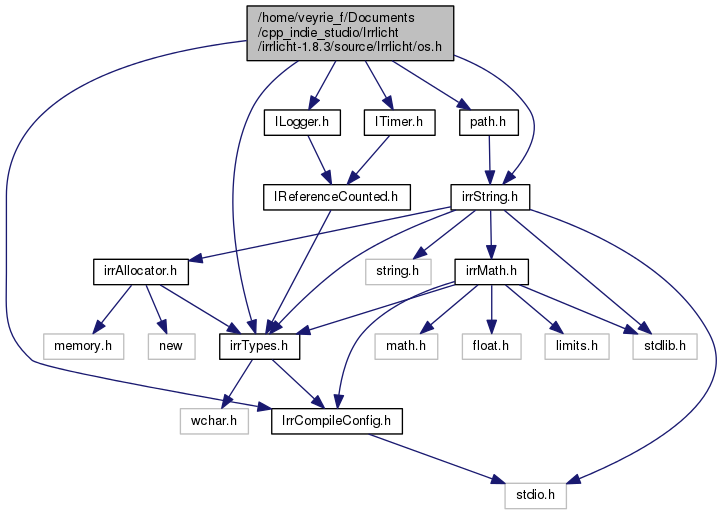 /home/veyrie_f/Documents
/cpp_indie_studio/Irrlicht
/irrlicht-1.8.3/source/Irrlicht/os.h
ILogger.h
ITimer.h
path.h
IReferenceCounted.h
irrString.h
irrAllocator.h
string.h
irrMath.h
memory.h
new
irrTypes.h
math.h
float.h
limits.h
stdlib.h
wchar.h
IrrCompileConfig.h
stdio.h